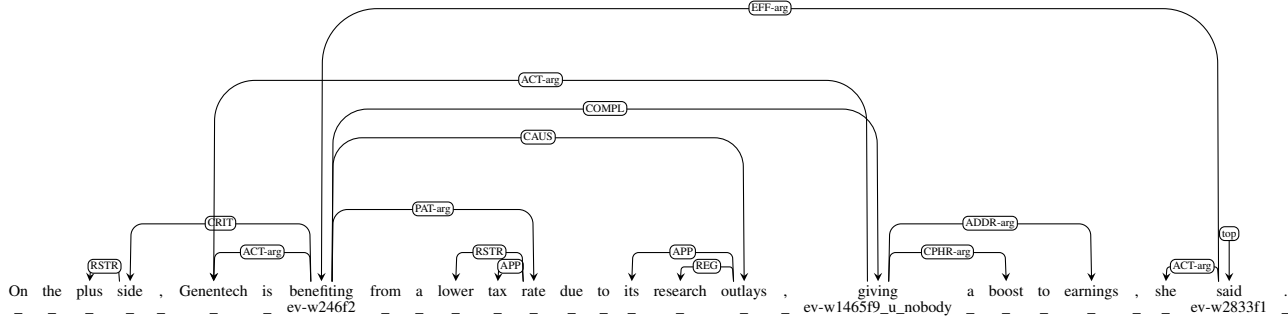 EFF-arg
ACT-arg
COMPL
CAUS
PAT-arg
CRIT ADDR-arg
top
ACT-arg RSTR APP CPHR-arg
RSTR APP REG ACT-arg
On the plus side , Genentech is benefiting from a lower tax rate due to its research outlays , giving a boost to earnings , she said .
_ _ _ _ _ _ _ ev-w246f2 _ _ _ _ _ _ _ _ _ _ _ ev-w1465f9_u_nobody _ _ _ _ _ _ ev-w2833f1 _